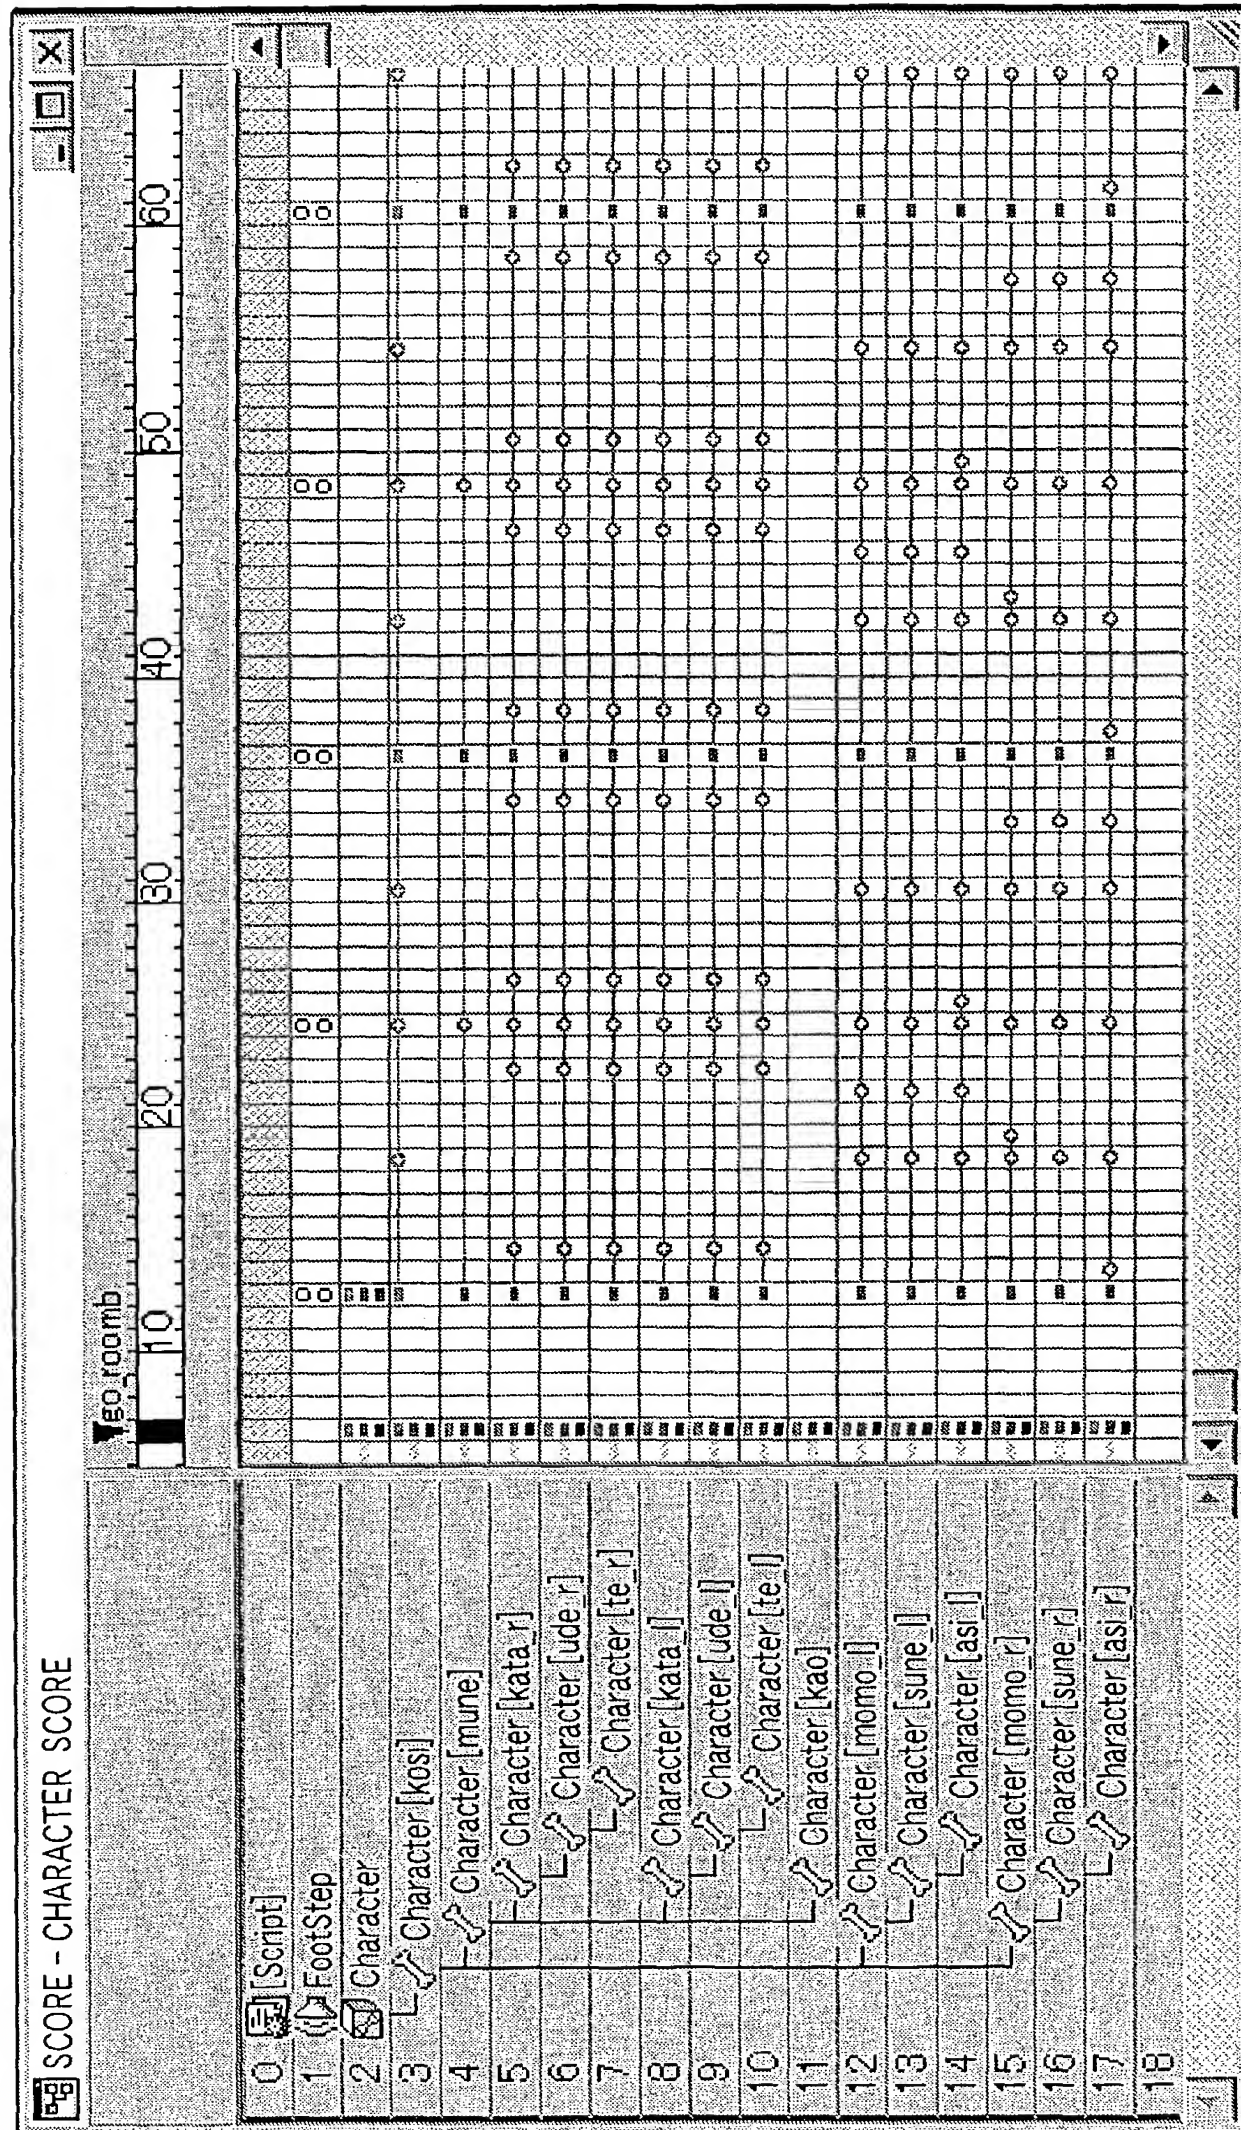 SCORE - CHARACTER SCORE
go_roomb
10 20 30 40 50 60
0 [Script]
1 FootStep
2 Character
3 Character [kosi]
4 Character [mune]
5 Character [kata_r]
6 Character [ude_r]
7 Character [te_r]
8 Character [kata_l]
9 Character [ude_l]
10 Character [te_l]
11 Character [kao]
12 Character [momo_l]
13 Character [sune_l]
14 Character [asi_l]
15 Character [momo_r]
16 Character [sune_r]
17 Character [asi_r]
18